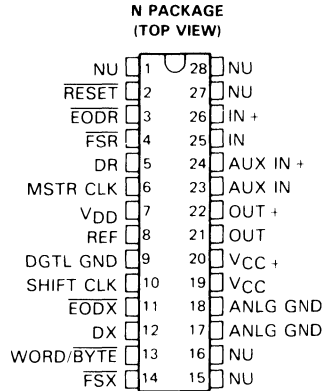 N PACKAGE
(TOP VIEW)
NU 1 28 NU
RESET 2 27 NU
EODR 3 26 IN +
FSR 4 25 IN
DR 5 24 AUX IN +
MSTR CLK 6 23 AUX IN
VDD 7 22 OUT +
REF 8 21 OUT
DGTL GND 9 20 VCC +
SHIFT CLK 10 19 VCC
EODX 11 18 ANLG GND
DX 12 17 ANLG GND
WORD/BYTE 13 16 NU
FSX 14 15 NU